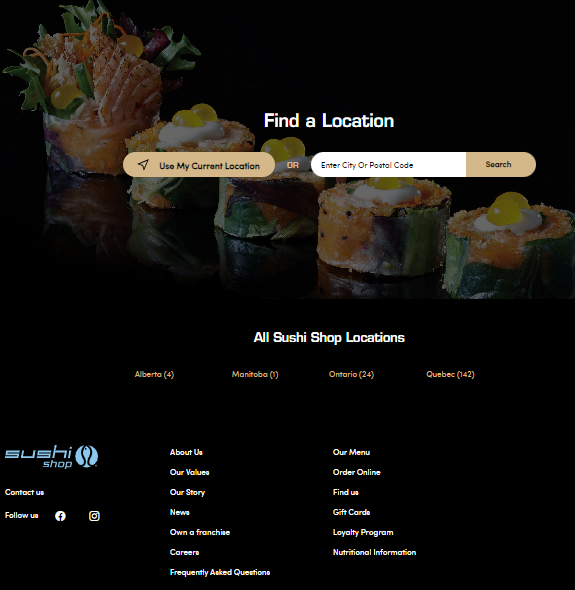 Find a Location
Use My Current Location OR Enter City Or Postal Code Search
All Sushi Shop Locations
Alberta (4) Manitoba (1) Ontario (24) Quebec (142)
sushi
shop
Contact us
Follow us
About Us
Our Values
Our Story
News
Own a franchise
Careers
Frequently Asked Questions
Our Menu
Order Online
Find us
Gift Cards
Loyalty Program
Nutritional Information